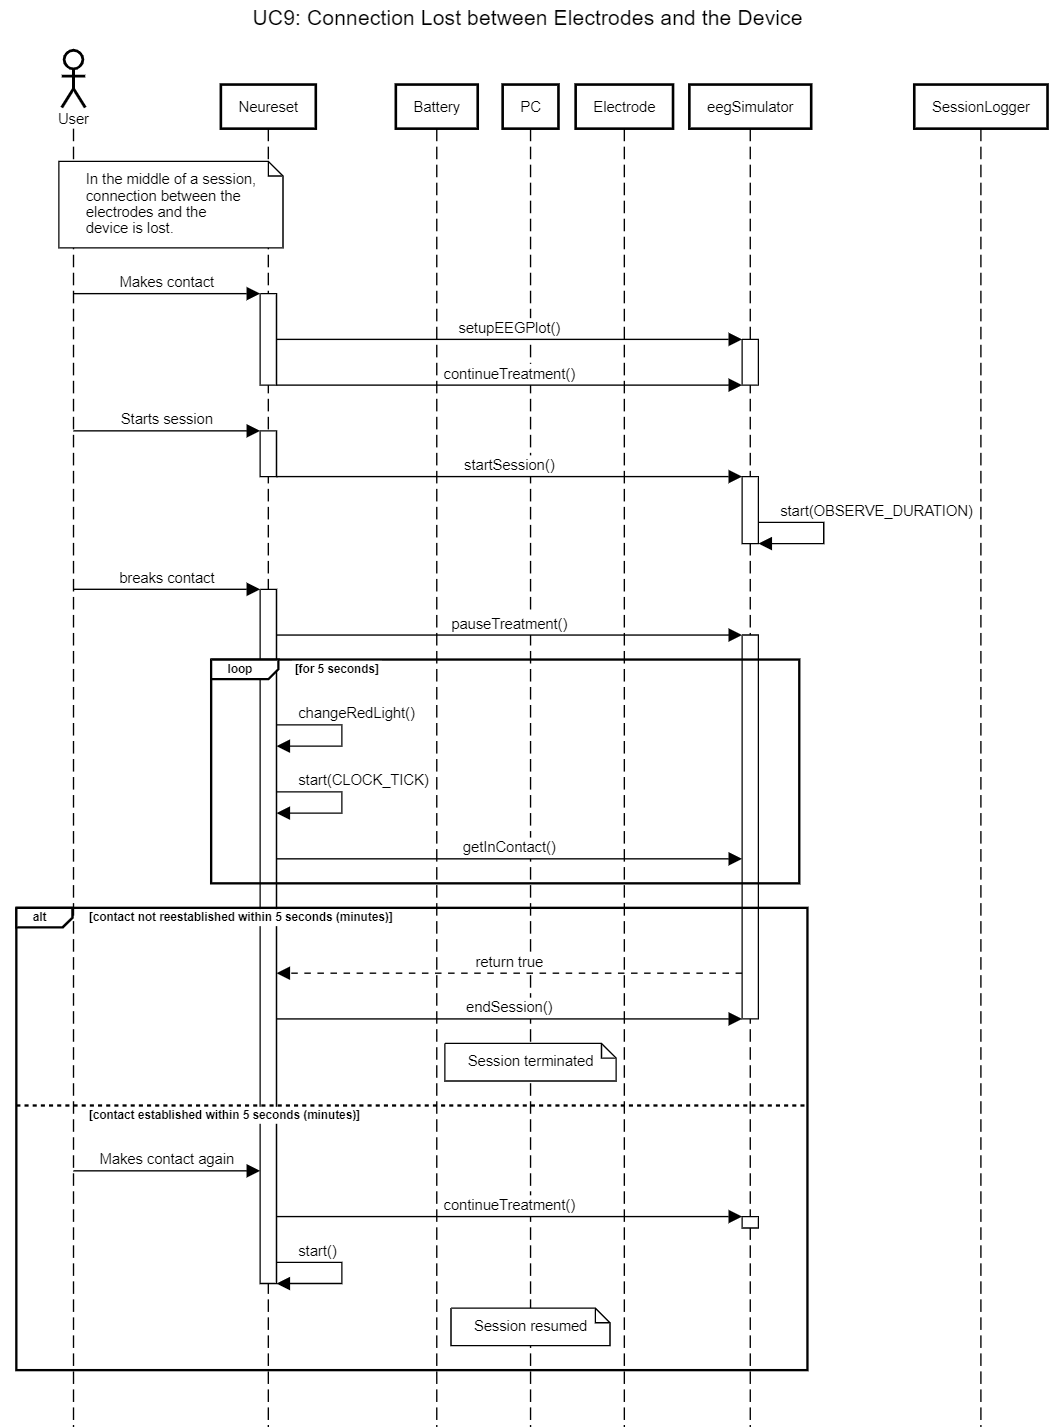 UC9: Connection Lost between Electrodes and the Device
User
Neureset
Battery
PC
Electrode
eegSimulator
SessionLogger
In the middle of a session,
connection between the
electrodes and the
device is lost.
Makes contact
setupEEGPlot()
continueTreatment()
Starts session
startSession()
start(OBSERVE_DURATION)
breaks contact
pauseTreatment()
loop
[for 5 seconds]
changeRedLight()
start(CLOCK_TICK)
getInContact()
alt
[contact not reestablished within 5 seconds (minutes)]
return true
endSession()
Session terminated
[contact established within 5 seconds (minutes)]
Makes contact again
continueTreatment()
start()
Session resumed